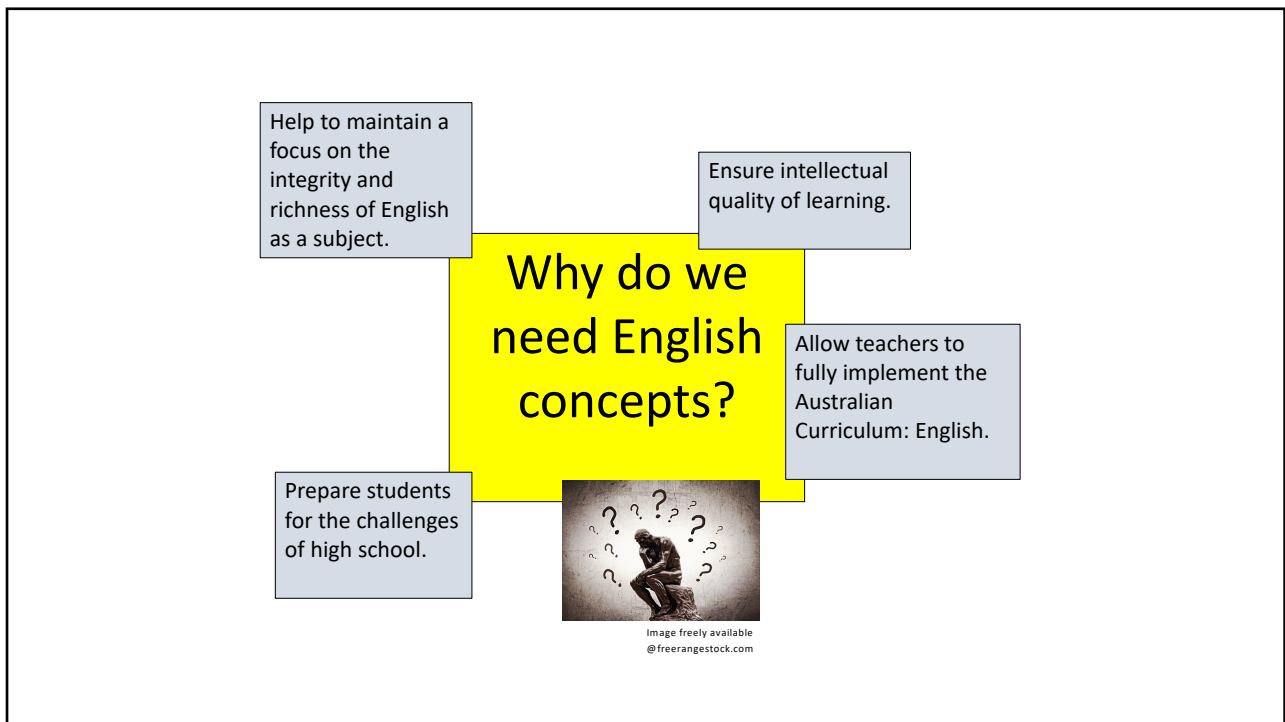 Help to maintain a
focus on the
integrity and
richness of English
as a subject.
Ensure intellectual
quality of learning.
Why do we
need English
concepts?
Allow teachers to
fully implement the
Australian
Curriculum: English.
Prepare students
for the challenges
of high school.
? ? ? ? ? ? ? ? ? ? ? ? ?
Image freely available
@freerangestock.com